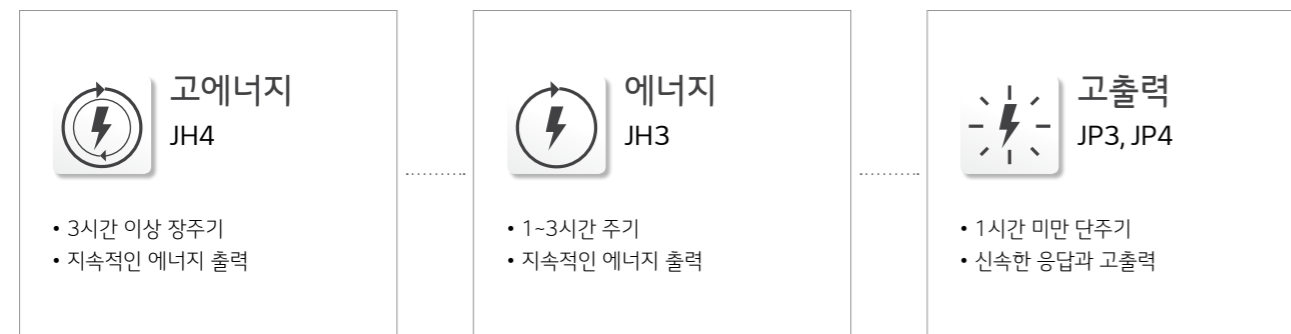 고에너지
JH4
• 3시간 이상 장주기
• 지속적인 에너지 출력
에너지
JH3
• 1~3시간 주기
• 지속적인 에너지 출력
고출력
JP3, JP4
• 1시간 미만 단주기
• 신속한 응답과 고출력